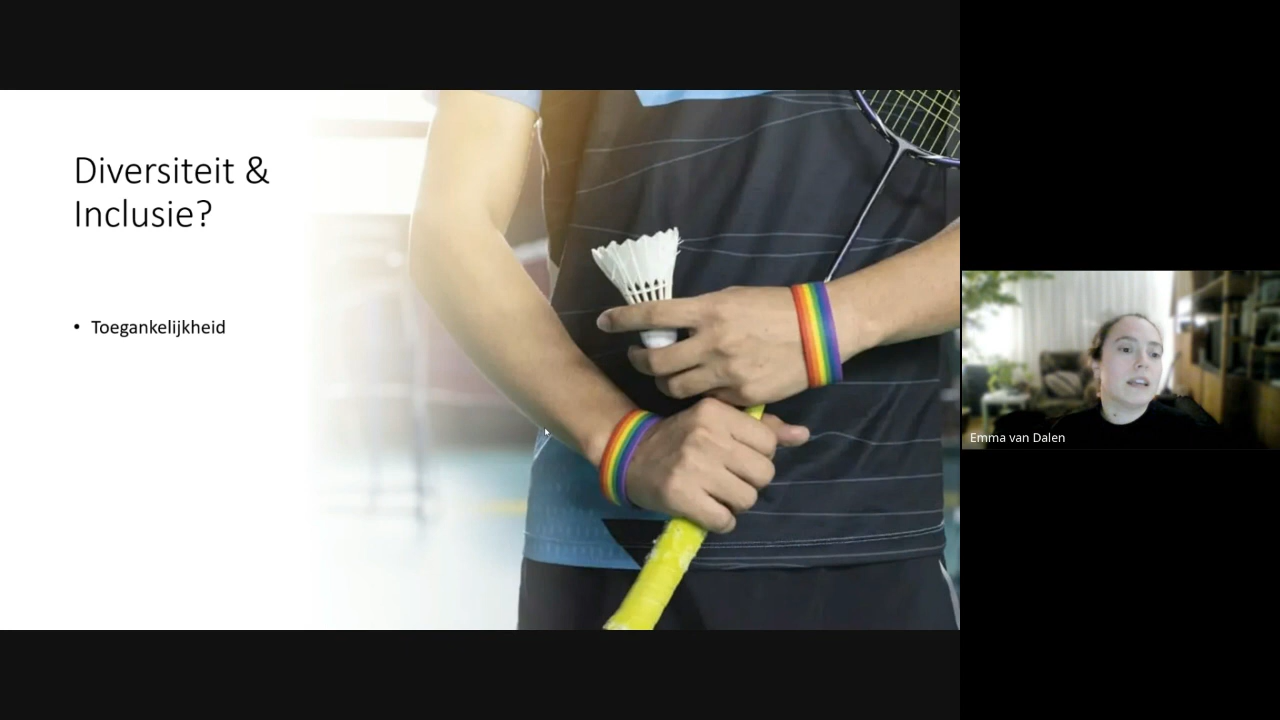 Diversiteit &
Inclusie?
• Toegankelijkheid
Emma van Dalen